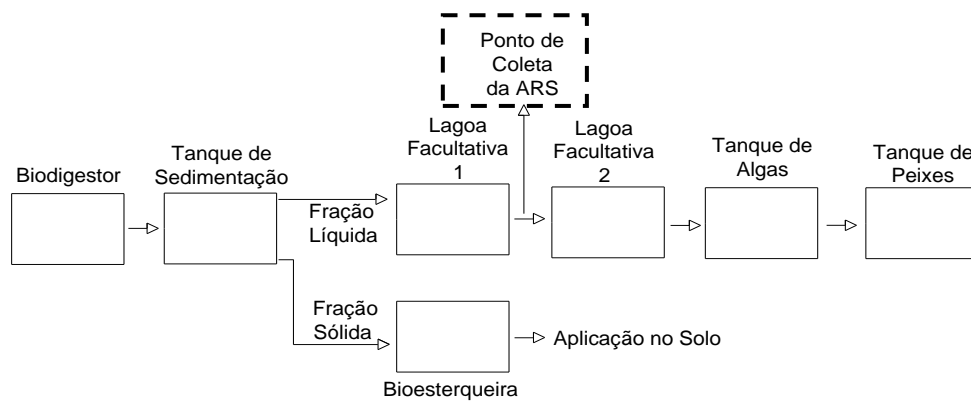 Ponto de
Coleta
da ARS
Biodigestor
Tanque de
Sedimentação
Lagoa
Facultativa
1
Lagoa
Facultativa
2
Tanque de
Algas
Tanque de
Peixes
Fração
Líquida
Fração
Sólida
Aplicação no Solo
Bioesterqueira